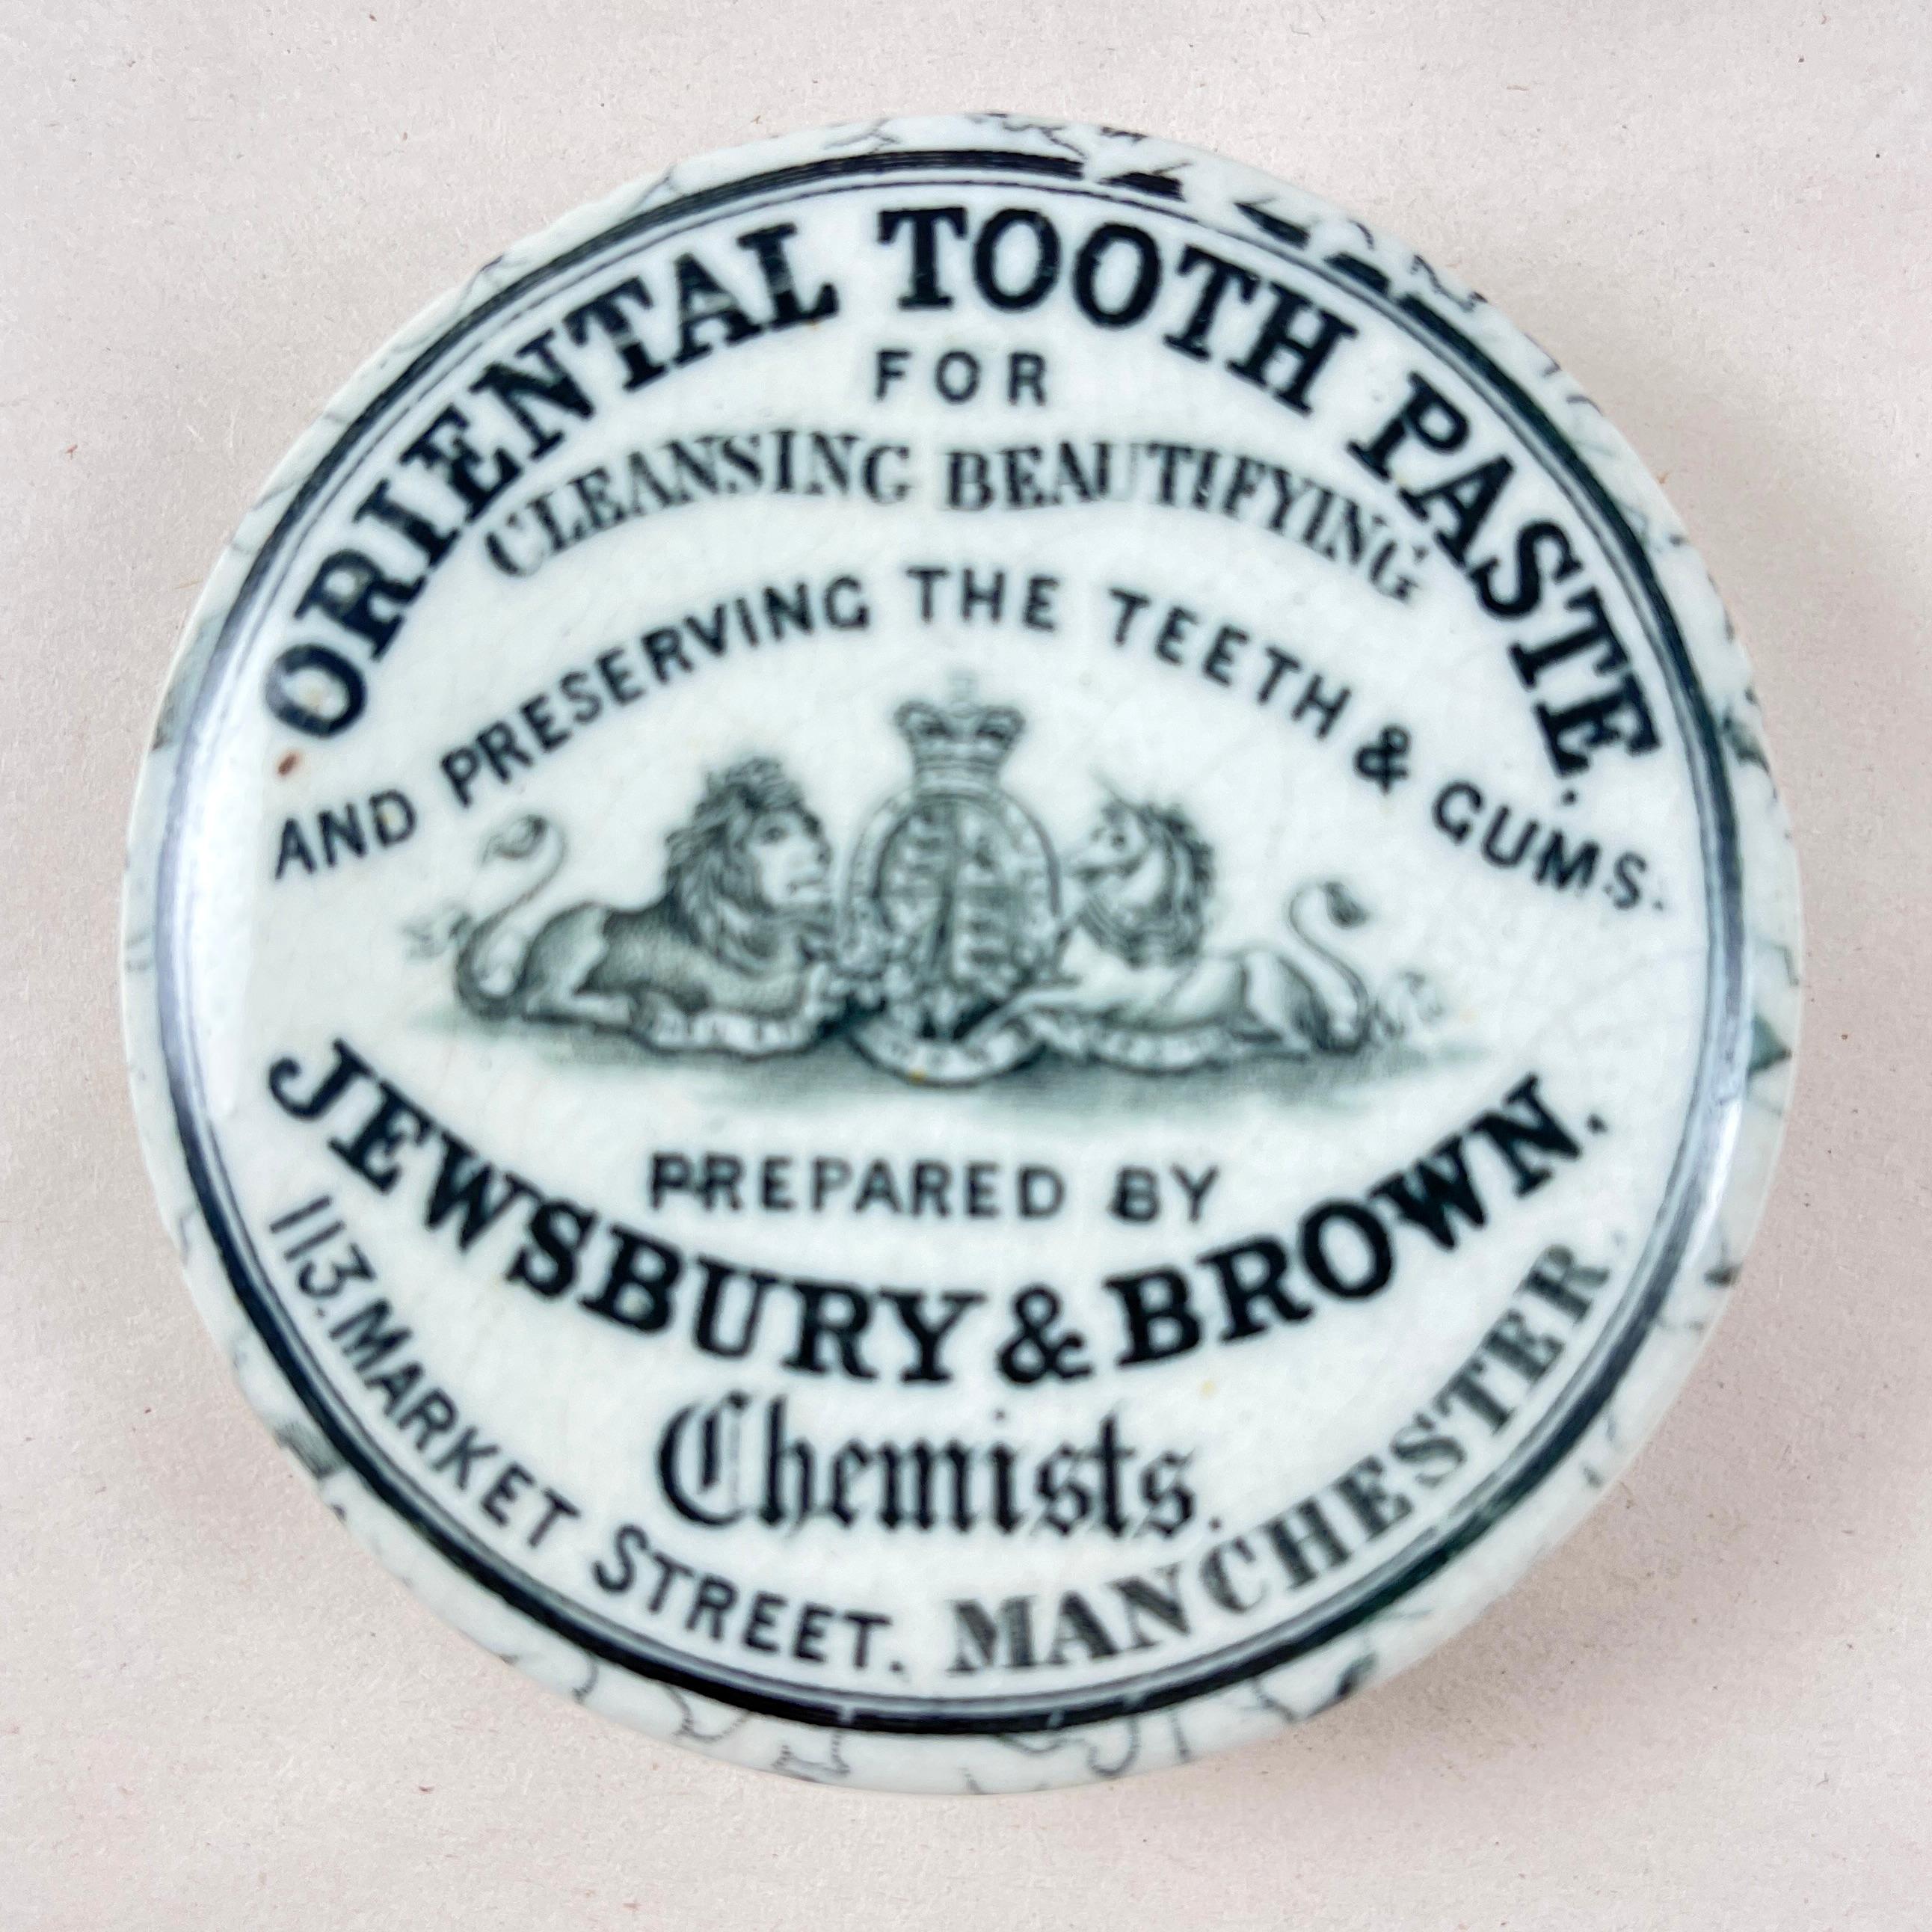 ORIENTAL TOOTH PASTE.
FOR
CLEANSING BEAUTIFYING
AND PRESERVING THE TEETH & GUMS.
PREPARED BY
JEWSBURY & BROWN.
Chemists.
113. MARKET STREET. MANCHESTER.